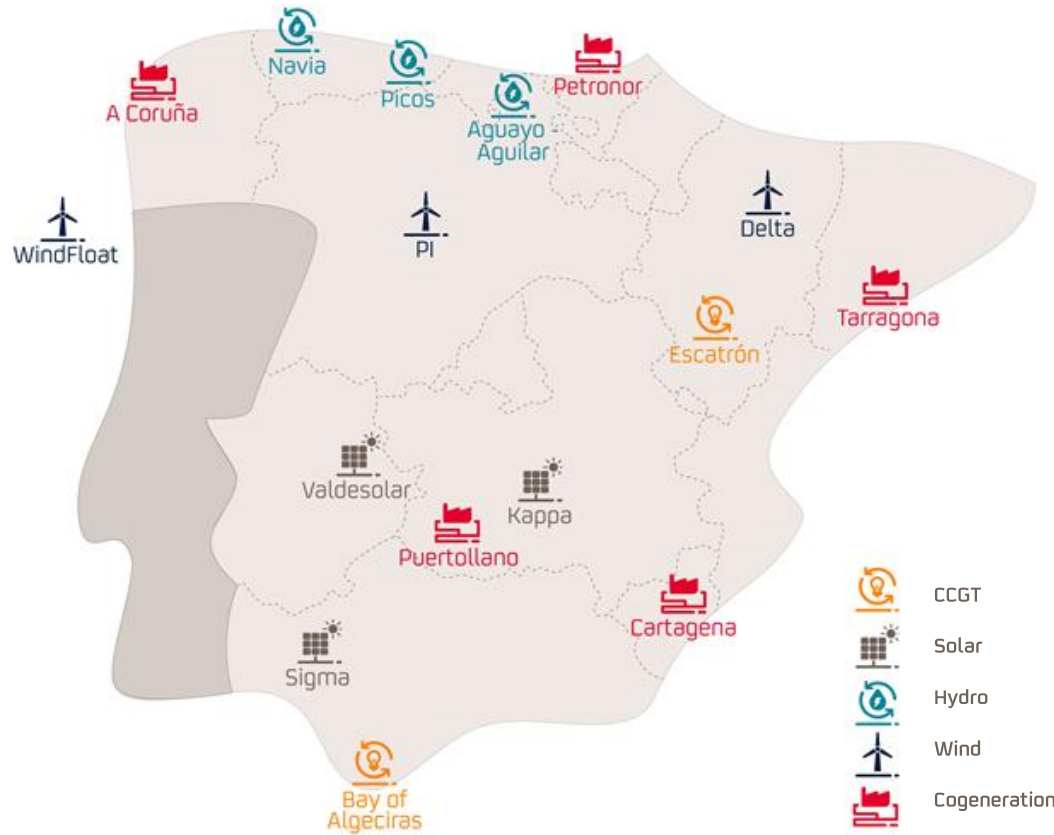 Navia
Picos
Petronor
A Coruña
Aguayo -
Aguilar
WindFloat
PI
Delta
Tarragona
Escatrón
Valdesolar
Kappa
Puertollano
Cartagena
Sigma
Bay of
Algeciras
CCGT
Solar
Hydro
Wind
Cogeneration